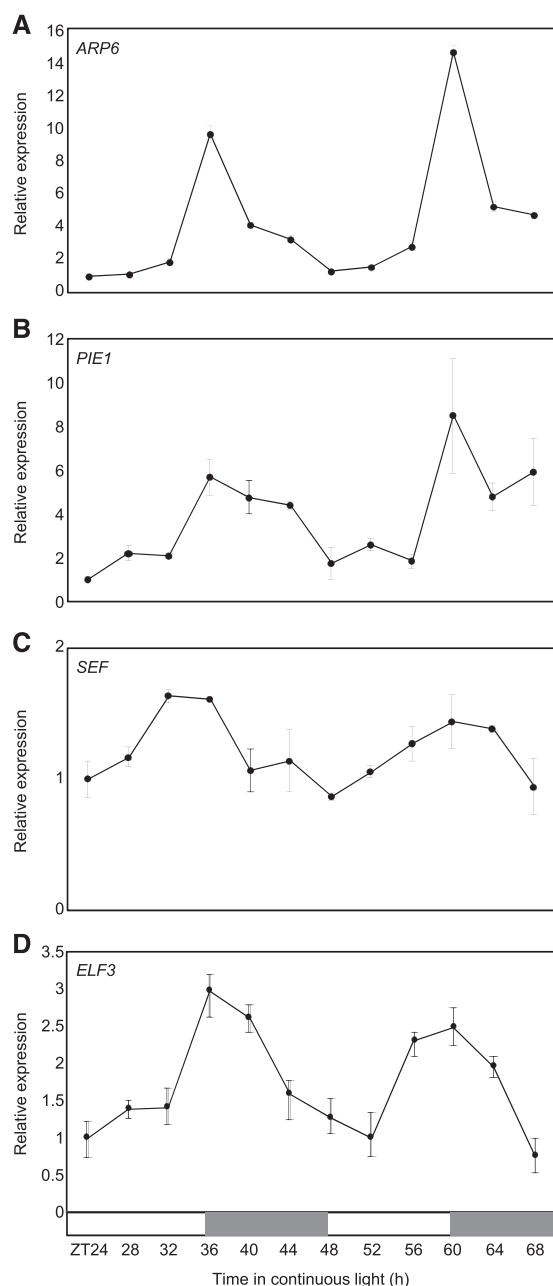 A
ARP6
Relative expression
16
14
12
10
8
6
4
2
0
B
PIE1
Relative expression
12
10
8
6
4
2
0
C
SEF
Relative expression
2
1
0
D
ELF3
Relative expression
3.5
3
2.5
2
1.5
1
0.5
0
ZT24 28 32 36 40 44 48 52 56 60 64 68
Time in continuous light (h)